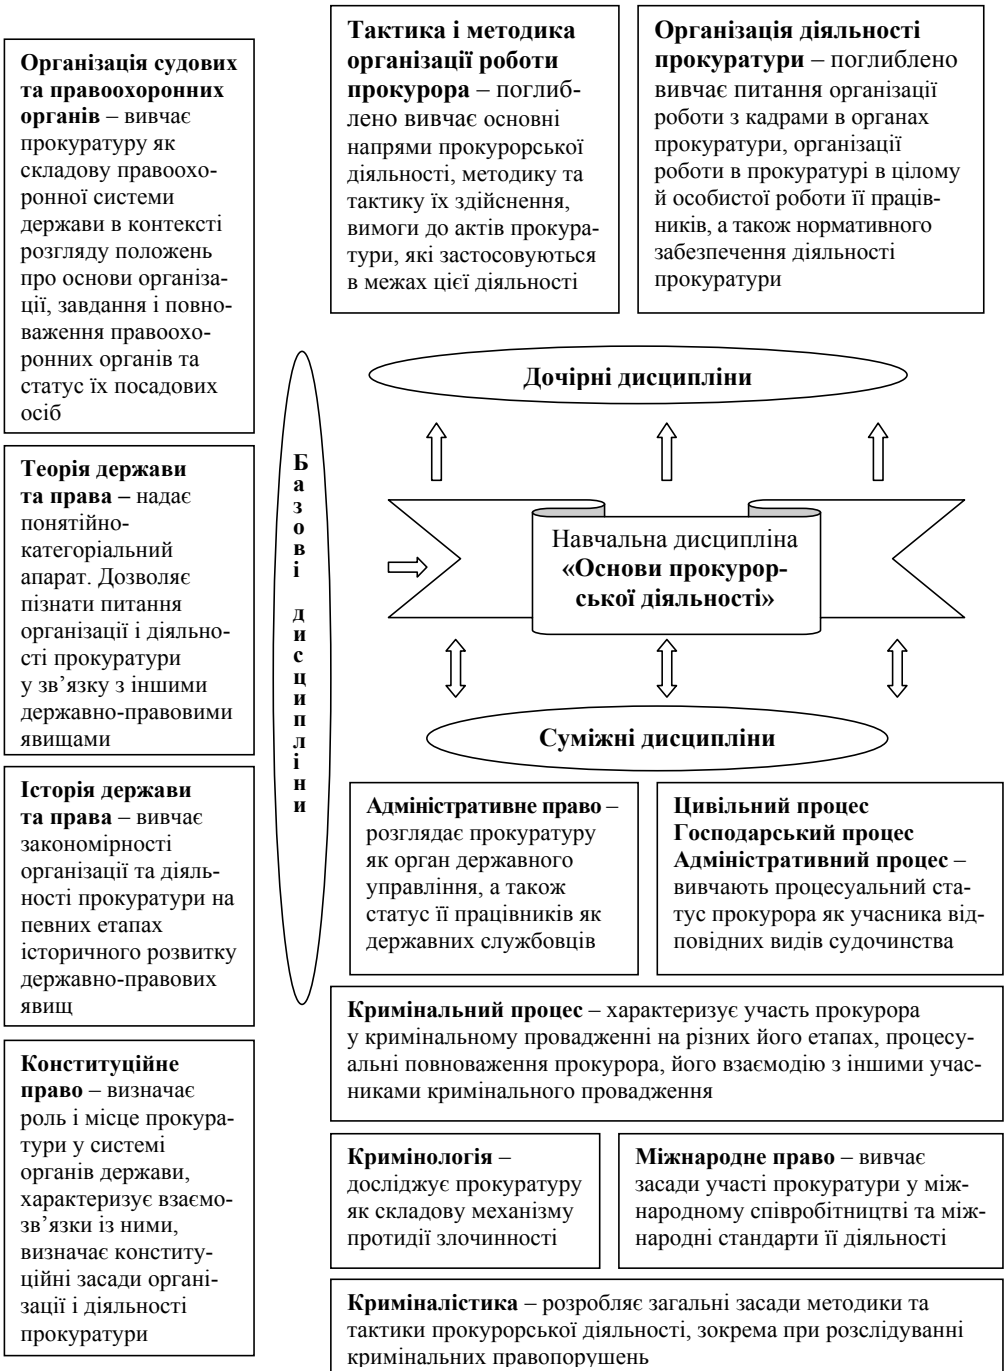 Організація судових
та правоохоронних
органів – вивчає
прокуратуру як
складову правоохо-
ронної системи
держави в контексті
розгляду положень
про основи організа-
ції, завдання і повно-
важення правоохо-
ронних органів та
статус їх посадових
осіб
Теорія держави
та права – надає
понятійно-
категоріальний
апарат. Дозволяє
пізнати питання
організації і діяльно-
сті прокуратури
у зв’язку з іншими
державно-правовими
явищами
Історія держави
та права – вивчає
закономірності
організації та діяль-
ності прокуратури на
певних етапах
історичного розвитку
державно-правових
явищ
Конституційне
право – визначає
роль і місце прокура-
тури у системі
органів держави,
характеризує взаємо-
зв’язки із ними,
визначає конститу-
ційні засади органі-
зації і діяльності
прокуратури
Базові дисципліни
Тактика і методика
організації роботи
прокурора – поглиб-
лено вивчає основні
напрями прокурорської
діяльності, методику та
тактику їх здійснення,
вимоги до актів прокура-
тури, які застосовуються
в межах цієї діяльності
Організація діяльності
прокуратури – поглиблено
вивчає питання організації
роботи з кадрами в органах
прокуратури, організації
роботи в прокуратурі в цілому
й особистої роботи її праців-
ників, а також нормативного
забезпечення діяльності
прокуратури
Дочірні дисципліни
Навчальна дисципліна
«Основи прокурор-
ської діяльності»
Суміжні дисципліни
Адміністративне право –
розглядає прокуратуру
як орган державного
управління, а також
статус її працівників як
державних службовців
Цивільний процес
Господарський процес
Адміністративний процес –
вивчають процесуальний ста-
тус прокурора як учасника від-
повідних видів судочинства
Кримінальний процес – характеризує участь прокурора
у кримінальному провадженні на різних його етапах, процесу-
альні повноваження прокурора, його взаємодію з іншими учас-
никами кримінального провадження
Кримінологія –
досліджує прокуратуру
як складову механізму
протидії злочинності
Міжнародне право – вивчає
засади участі прокуратури у між-
народному співробітництві та між-
народні стандарти її діяльності
Криміналістика – розробляє загальні засади методики та
тактики прокурорської діяльності, зокрема при розслідуванні
кримінальних правопорушень